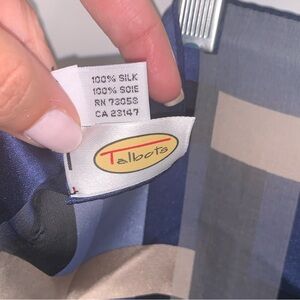 100% SILK
100% SOIE
RN 73058
CA 23147
Talbots